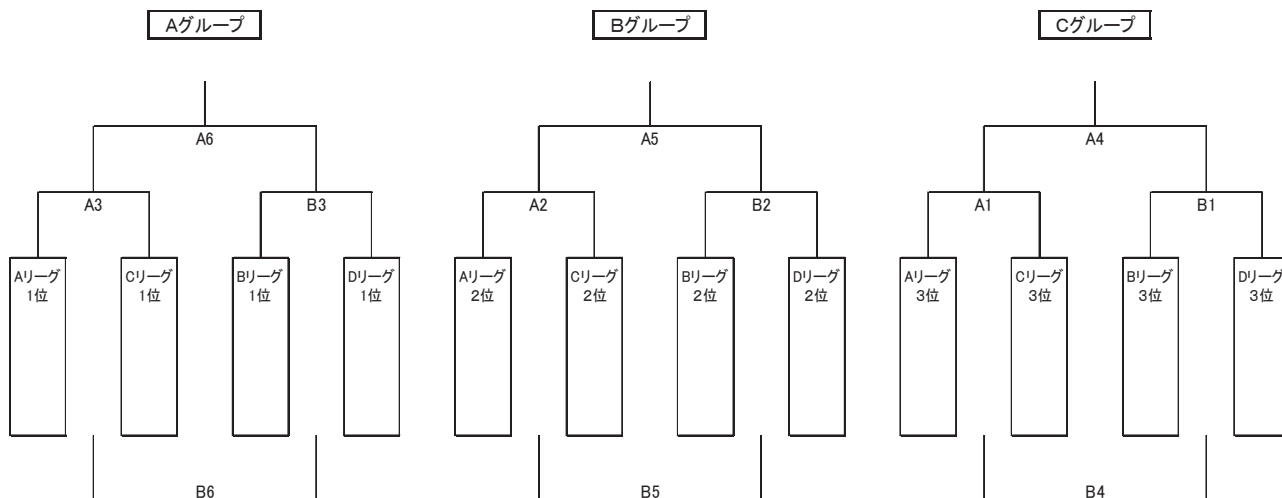 Aグループ
Bグループ
Cグループ
A6
A5
A4
A3
B3
A2
B2
A1
B1
Aリーグ
1位
Cリーグ
1位
Bリーグ
1位
Dリーグ
1位
Aリーグ
2位
Cリーグ
2位
Bリーグ
2位
Dリーグ
2位
Aリーグ
3位
Cリーグ
3位
Bリーグ
3位
Dリーグ
3位
B6
B5
B4